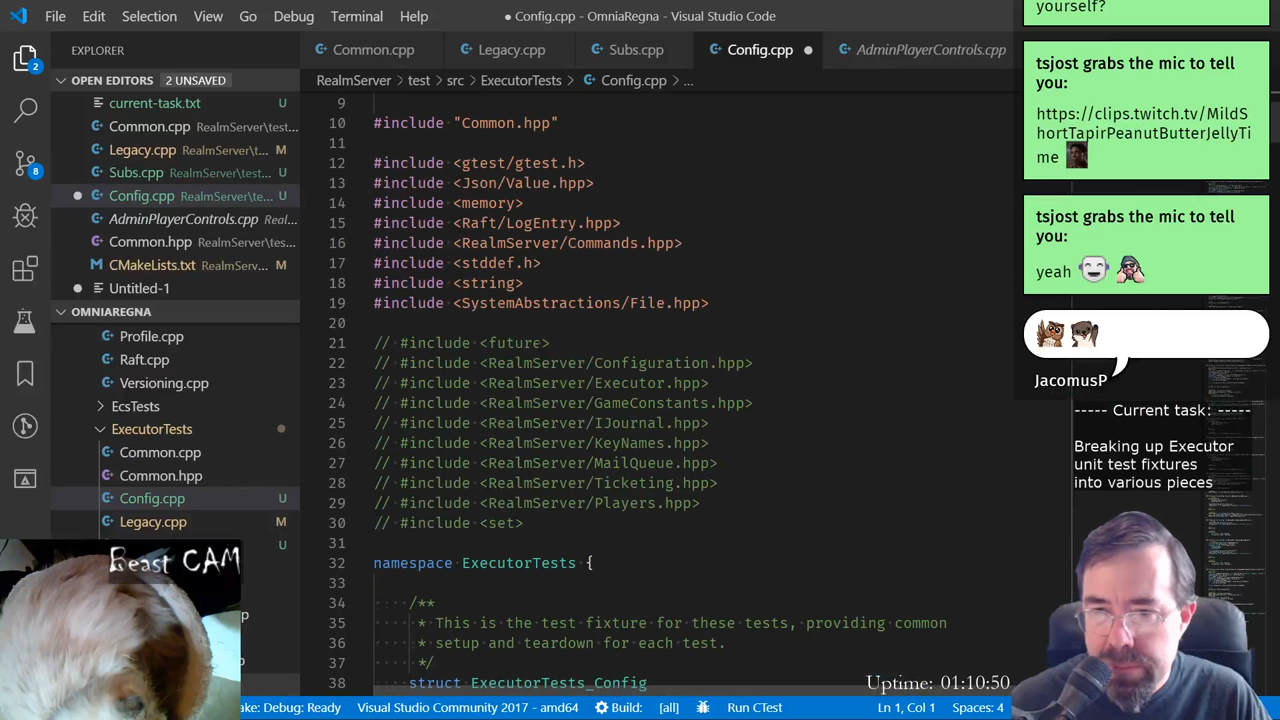 File Edit Selection View Go Debug Terminal Help
● Config.cpp - OmniaRegna - Visual Studio Code
EXPLORER
OPEN EDITORS 2 UNSAVED
current-task.txt U
Common.cpp RealmServer\test...
Legacy.cpp RealmServer\t... M
Subs.cpp RealmServer\test... U
Config.cpp RealmServer\te... U
AdminPlayerControls.cpp Real...
Common.hpp RealmServer\test...
CMakeLists.txt RealmServ... M
Untitled-1
OMNIAREGNA
Profile.cpp
Raft.cpp
Versioning.cpp
EcsTests
ExecutorTests
Common.cpp
Common.hpp
Config.cpp U
Legacy.cpp M
U
2
8
Beast CAM
Common.cpp Legacy.cpp Subs.cpp Config.cpp AdminPlayerControls.cpp
RealmServer > test > src > ExecutorTests > Config.cpp > ...
9
10 #include "Common.hpp"
11
12 #include <gtest/gtest.h>
13 #include <Json/Value.hpp>
14 #include <memory>
15 #include <Raft/LogEntry.hpp>
16 #include <RealmServer/Commands.hpp>
17 #include <stddef.h>
18 #include <string>
19 #include <SystemAbstractions/File.hpp>
20
21 // #include <future>
22 // #include <RealmServer/Configuration.hpp>
23 // #include <RealmServer/Executor.hpp>
24 // #include <RealmServer/GameConstants.hpp>
25 // #include <RealmServer/IJournal.hpp>
26 // #include <RealmServer/KeyNames.hpp>
27 // #include <RealmServer/MailQueue.hpp>
28 // #include <RealmServer/Ticketing.hpp>
29 // #include <RealmServer/Players.hpp>
30 // #include <set>
31
32 namespace ExecutorTests {
33
34 /**
35 * This is the test fixture for these tests, providing common
36 * setup and teardown for each test.
37 */
38 struct ExecutorTests_Config
yourself?
tsjost grabs the mic to tell
you:
https://clips.twitch.tv/MildS
hortTapirPeanutButterJellyTi
me
tsjost grabs the mic to tell
you:
yeah
JacomusP
----- Current task: -----
Breaking up Executor
unit test fixtures
into various pieces
Uptime: 01:10:50
ake: Debug: Ready Visual Studio Community 2017 - amd64 Build: [all] Run CTest Ln 1, Col 1 Spaces: 4